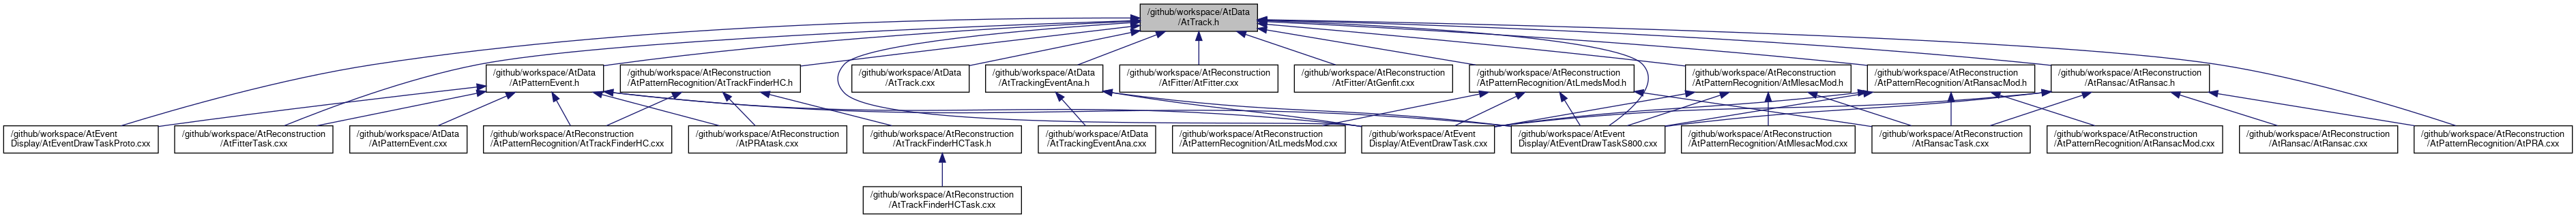 /github/workspace/AtData
/AtTrack.h
/github/workspace/AtData
/AtPatternEvent.h
/github/workspace/AtReconstruction
/AtPatternRecognition/AtTrackFinderHC.h
/github/workspace/AtData
/AtTrack.cxx
/github/workspace/AtData
/AtTrackingEventAna.h
/github/workspace/AtReconstruction
/AtFitter/AtFitter.cxx
/github/workspace/AtReconstruction
/AtFitter/AtGenfit.cxx
/github/workspace/AtReconstruction
/AtPatternRecognition/AtLmedsMod.h
/github/workspace/AtReconstruction
/AtPatternRecognition/AtMlesacMod.h
/github/workspace/AtReconstruction
/AtPatternRecognition/AtRansacMod.h
/github/workspace/AtReconstruction
/AtRansac/AtRansac.h
/github/workspace/AtEvent
Display/AtEventDrawTaskProto.cxx
/github/workspace/AtReconstruction
/AtFitterTask.cxx
/github/workspace/AtData
/AtPatternEvent.cxx
/github/workspace/AtReconstruction
/AtPatternRecognition/AtTrackFinderHC.cxx
/github/workspace/AtReconstruction
/AtPRAtask.cxx
/github/workspace/AtReconstruction
/AtTrackFinderHCTask.h
/github/workspace/AtData
/AtTrackingEventAna.cxx
/github/workspace/AtReconstruction
/AtPatternRecognition/AtLmedsMod.cxx
/github/workspace/AtEvent
Display/AtEventDrawTask.cxx
/github/workspace/AtEvent
Display/AtEventDrawTaskS800.cxx
/github/workspace/AtReconstruction
/AtPatternRecognition/AtMlesacMod.cxx
/github/workspace/AtReconstruction
/AtRansacTask.cxx
/github/workspace/AtReconstruction
/AtPatternRecognition/AtRansacMod.cxx
/github/workspace/AtReconstruction
/AtRansac/AtRansac.cxx
/github/workspace/AtReconstruction
/AtPatternRecognition/AtPRA.cxx
/github/workspace/AtReconstruction
/AtTrackFinderHCTask.cxx